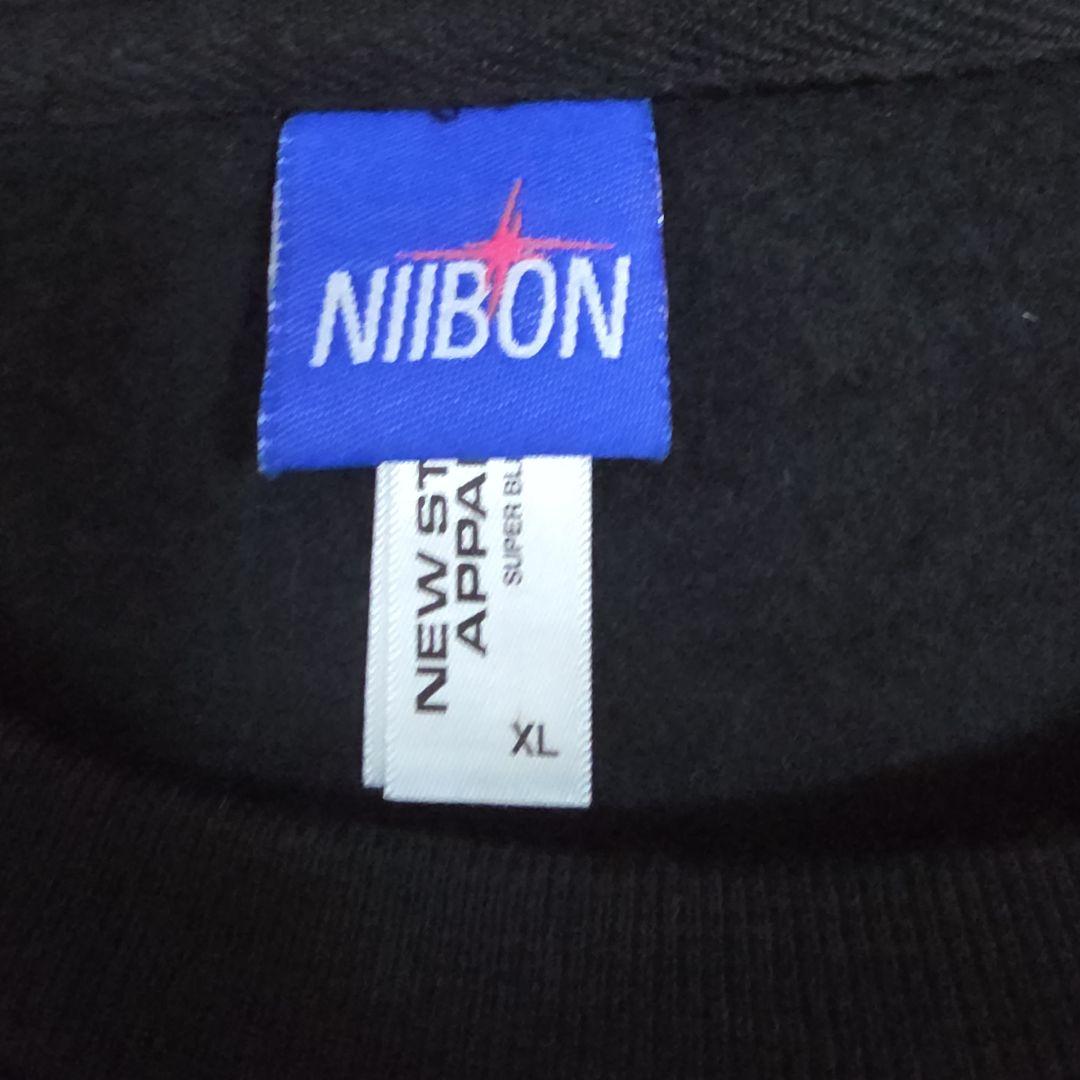 NIIBON
NEW ST
APPA
SUPER BL
XL